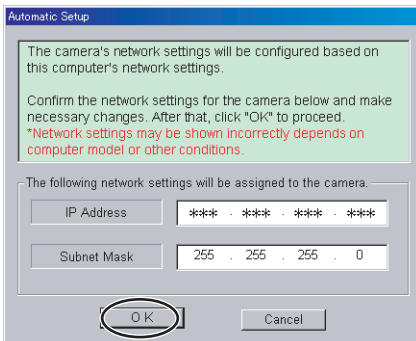 Automatic Setup
The camera's network settings will be configured based on
this computer's network settings.
Confirm the network settings for the camera below and make
necessary changes. After that, click "OK" to proceed.
*Network settings may be shown incorrectly depends on
computer model or other conditions.
The following network settings will be assigned to the camera.
IP Address *** . *** . *** . ***
Subnet Mask 255 . 255 . 255 . 0
OK Cancel